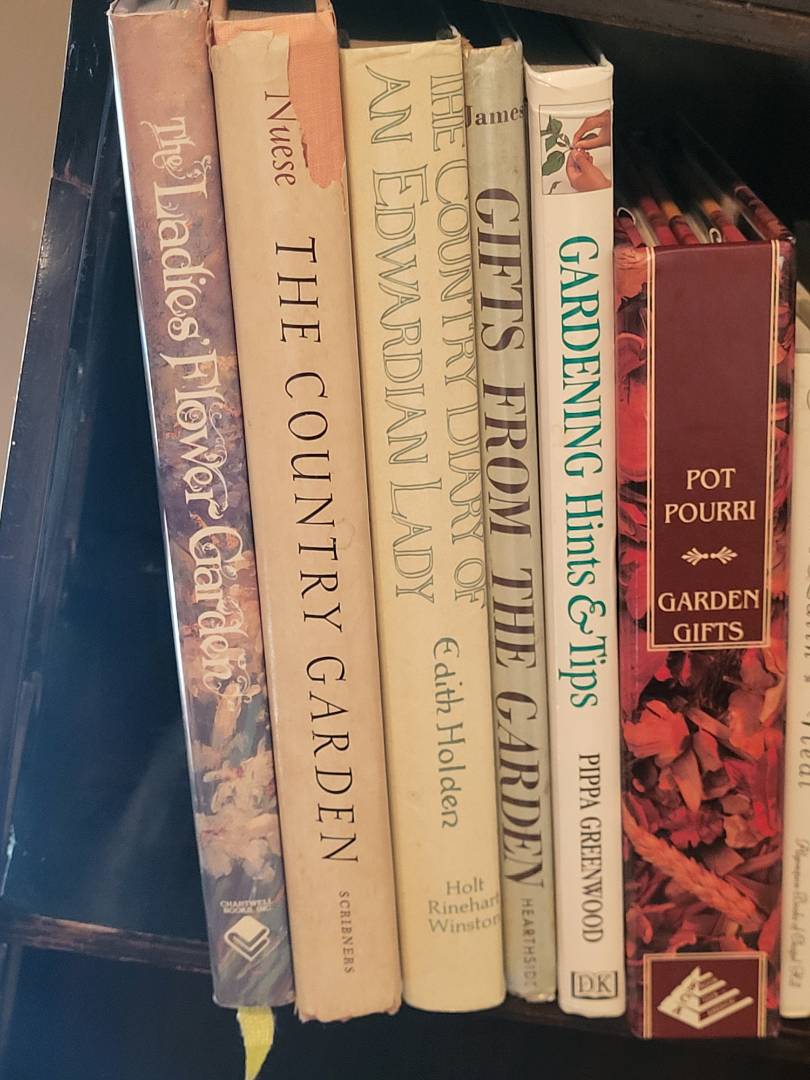 The Ladies' Flower Garden
CHARTWELL
BOOKS, INC.
Nuese
THE COUNTRY GARDEN
SCRIBNERS
THE COUNTRY DIARY OF
AN EDWARDIAN LADY
Edith Holden
Holt
Rinehart
Winston
James
GIFTS FROM THE GARDEN
HEARTHSIDE
GARDENING Hints & Tips
PIPPA GREENWOOD
DK
POT
POURRI
GARDEN
GIFTS